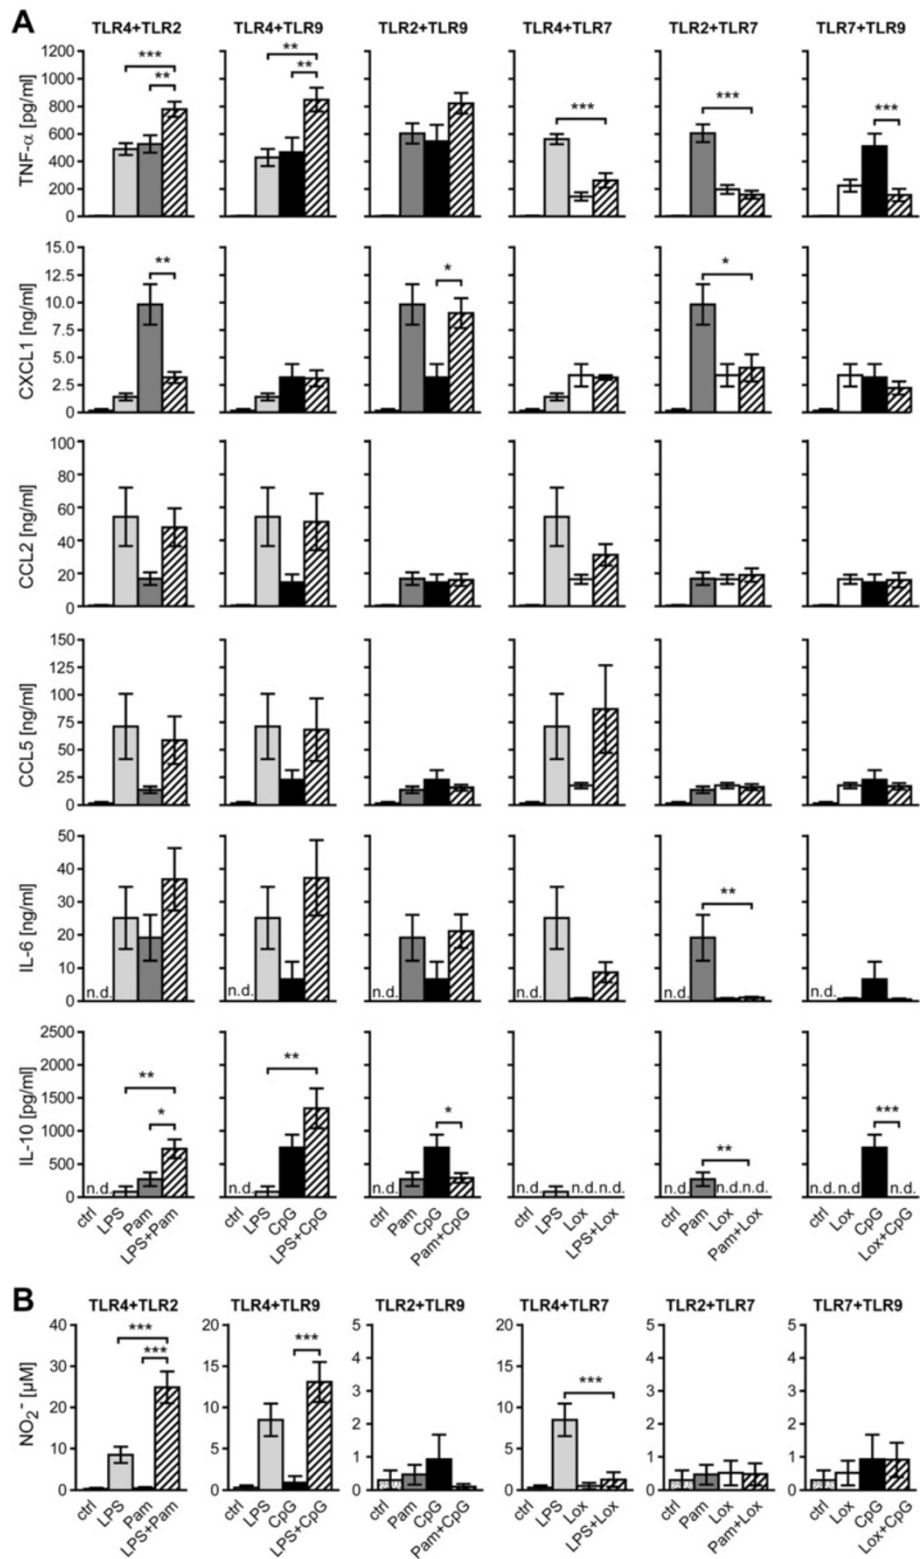 A
TLR4+TLR2 TLR4+TLR9 TLR2+TLR9 TLR4+TLR7 TLR2+TLR7 TLR7+TLR9
TNF-α [pg/ml]
1200
1000
800
600
400
200
0
*** ** ** ** *** *** ***
CXCL1 [ng/ml]
15.0
12.5
10.0
7.5
5.0
2.5
0
** * *
CCL2 [ng/ml]
100
80
60
40
20
0
CCL5 [ng/ml]
150
125
100
75
50
25
0
IL-6 [ng/ml]
50
40
30
20
10
0
**
n.d. n.d. n.d. n.d. n.d. n.d.
IL-10 [pg/ml]
2500
2000
1500
1000
500
0
** * ** * ** ***
n.d. n.d. n.d. n.d. n.d. n.d. n.d. n.d. n.d. n.d. n.d. n.d.
ctrl LPS Pam LPS+Pam ctrl LPS CpG LPS+CpG ctrl Pam CpG Pam+CpG ctrl LPS Lox LPS+Lox ctrl Pam Lox Pam+Lox ctrl Lox CpG Lox+CpG
B
TLR4+TLR2 TLR4+TLR9 TLR2+TLR9 TLR4+TLR7 TLR2+TLR7 TLR7+TLR9
NO2⁻ [µM]
40 20 5 20 5 5
30 15 4 15 4 4
20 10 3 10 3 3
10 5 2 5 2 2
0 0 1 0 1 1
0 0 0
*** *** *** ***
ctrl LPS Pam LPS+Pam ctrl LPS CpG LPS+CpG ctrl Pam CpG Pam+CpG ctrl LPS Lox LPS+Lox ctrl Pam Lox Pam+Lox ctrl Lox CpG Lox+CpG